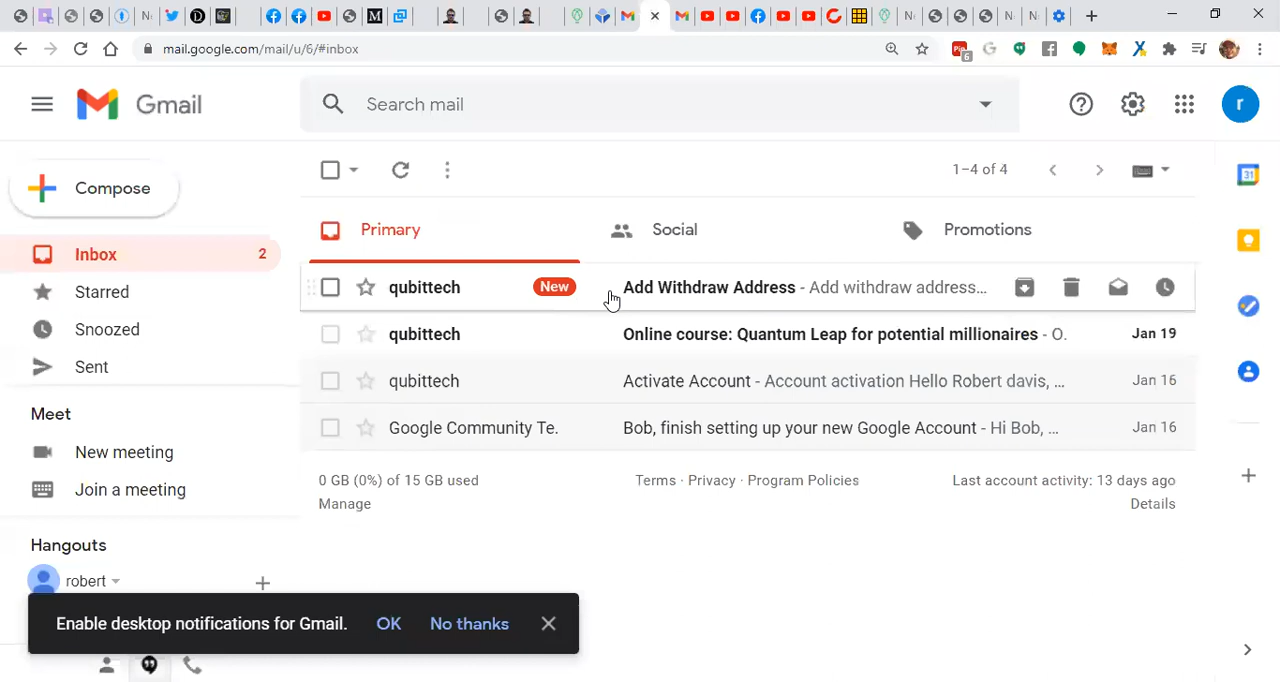 mail.google.com/mail/u/6/#inbox
Gmail
Search mail
r
Compose
1–4 of 4
31
Primary
Social
Promotions
Inbox 2
Starred
Snoozed
Sent
qubittech New Add Withdraw Address - Add withdraw address...
qubittech Online course: Quantum Leap for potential millionaires - O. Jan 19
qubittech Activate Account - Account activation Hello Robert davis, ... Jan 16
Google Community Te. Bob, finish setting up your new Google Account - Hi Bob, ... Jan 16
Meet
New meeting
Join a meeting
0 GB (0%) of 15 GB used
Manage
Terms · Privacy · Program Policies
Last account activity: 13 days ago
Details
Hangouts
robert
Enable desktop notifications for Gmail. OK No thanks